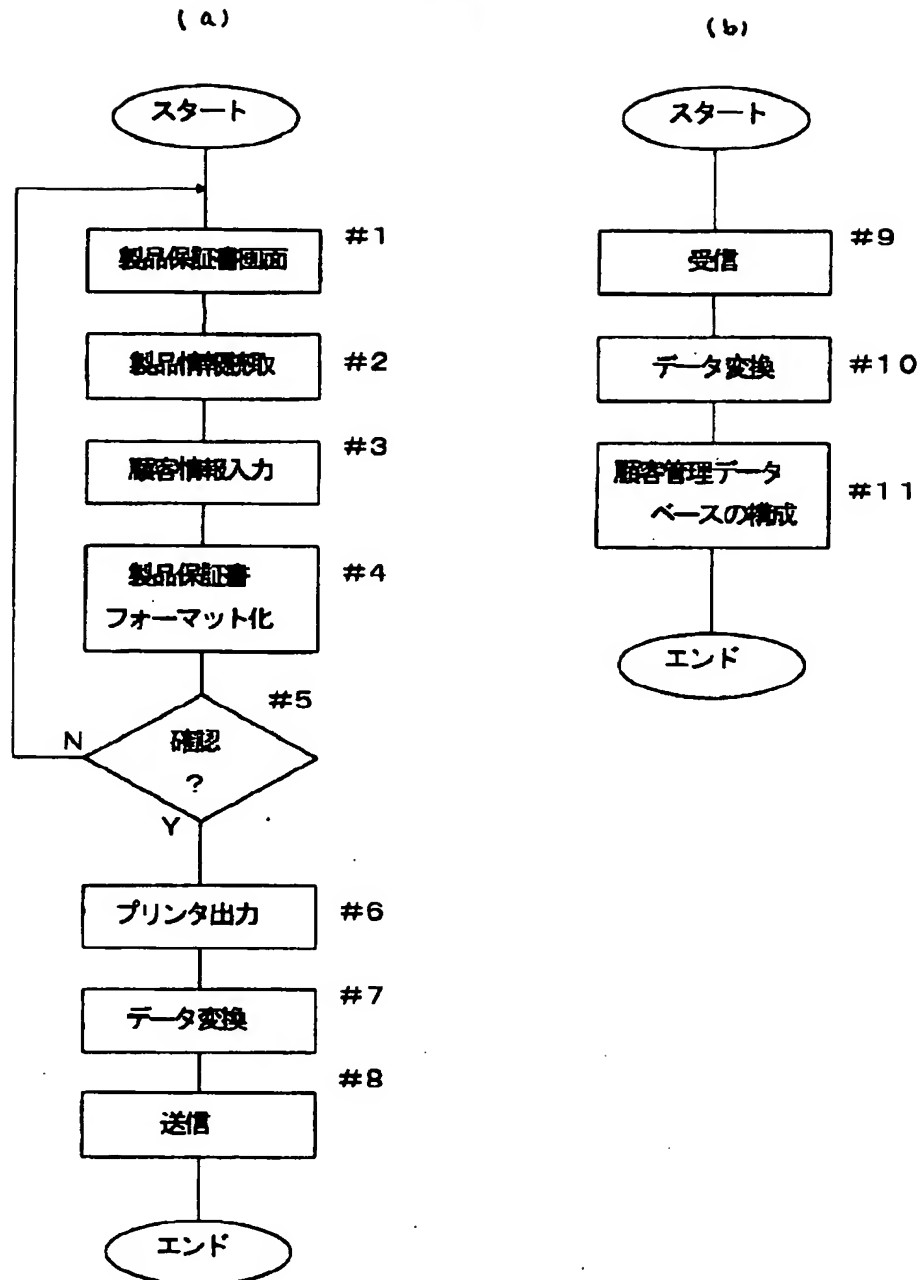 (a)
スタート
製品保証書画面
#1
製品情報読取
#2
顧客情報入力
#3
製品保証書
フォーマット化
#4
確認
?
#5
N
Y
プリンタ出力
#6
データ変換
#7
送信
#8
エンド
(b)
スタート
受信
#9
データ変換
#10
顧客管理データ
ベースの構成
#11
エンド